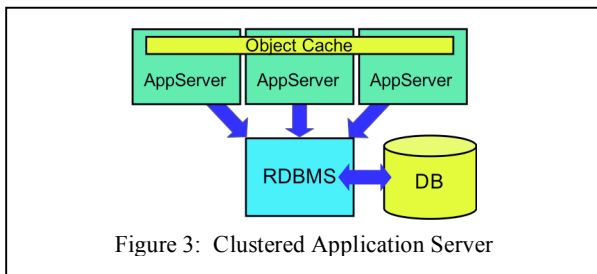 Object Cache
AppServer AppServer AppServer
RDBMS
DB
Figure 3: Clustered Application Server